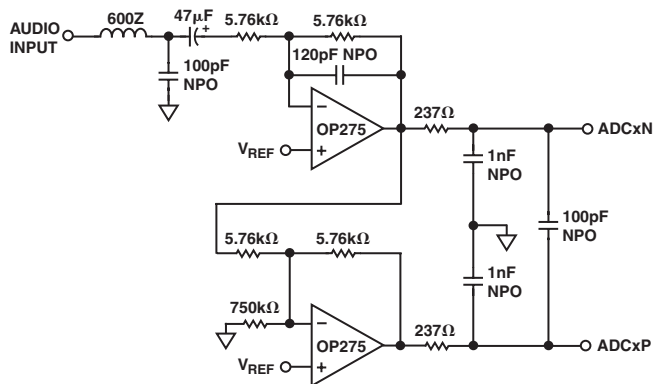 AUDIO
INPUT
600Z
47μF
+
5.76kΩ
5.76kΩ
120pF NPO
100pF
NPO
–
OP275
+
VREF
237Ω
ADCxN
1nF
NPO
100pF
NPO
1nF
NPO
5.76kΩ
5.76kΩ
750kΩ
–
OP275
+
VREF
237Ω
ADCxP